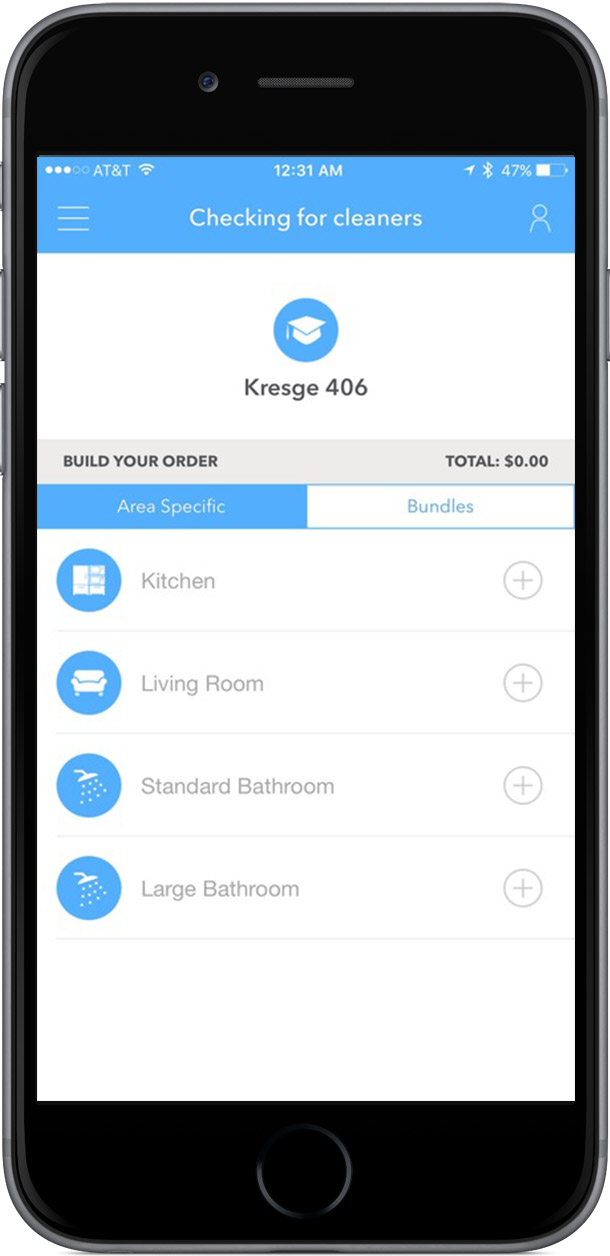 AT&T 12:31 AM 47%
Checking for cleaners
Kresge 406
BUILD YOUR ORDER TOTAL: $0.00
Area Specific Bundles
Kitchen
Living Room
Standard Bathroom
Large Bathroom